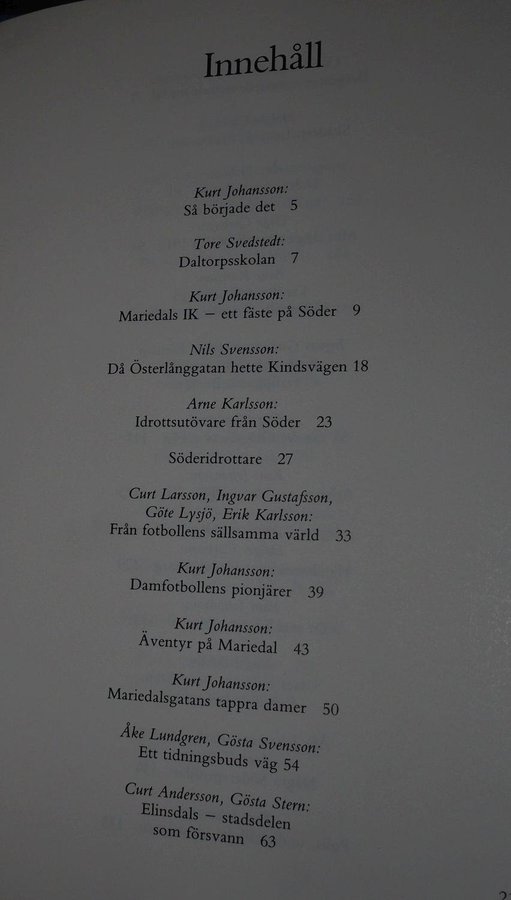 Innehåll
Kurt Johansson:
Så började det 5
Tore Svedstedt:
Daltorpsskolan 7
Kurt Johansson:
Mariedals IK – ett fäste på Söder 9
Nils Svensson:
Då Österlånggatan hette Kindsvägen 18
Arne Karlsson:
Idrottsutövare från Söder 23
Söderidrottare 27
Curt Larsson, Ingvar Gustafsson,
Göte Lysjö, Erik Karlsson:
Från fotbollens sällsamma värld 33
Kurt Johansson:
Damfotbollens pionjärer 39
Kurt Johansson:
Äventyr på Mariedal 43
Kurt Johansson:
Mariedalsgatans tappra damer 50
Åke Lundgren, Gösta Svensson:
Ett tidningsbuds väg 54
Curt Andersson, Gösta Stern:
Elinsdals – stadsdelen
som försvann 63